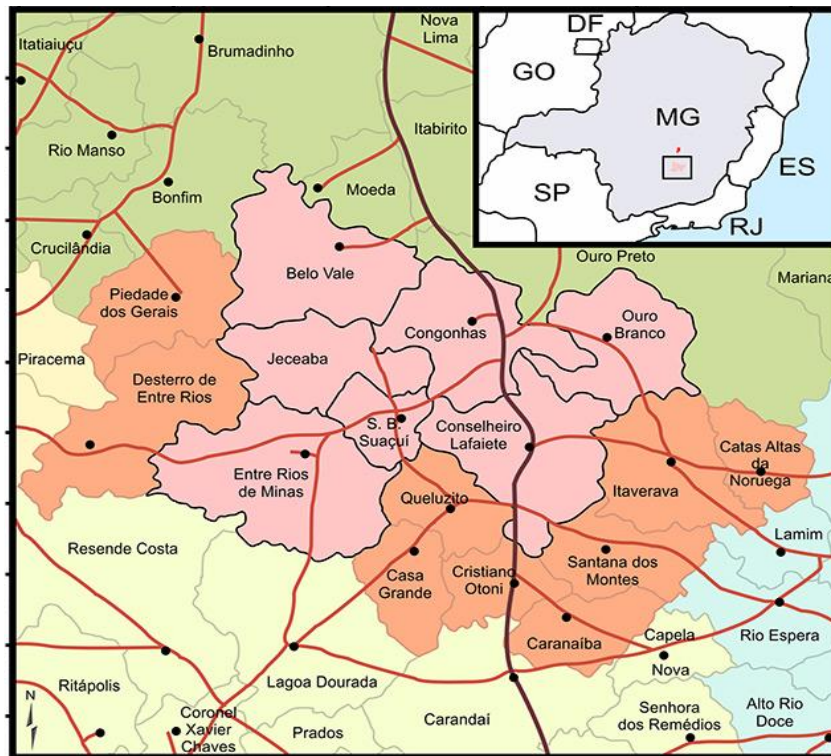 Itatiaiuçu
Brumadinho
Nova
Lima
DF
GO
MG
ES
SP
RJ
Rio Manso
Itabirito
Bonfim
Moeda
Crucilândia
Belo Vale
Ouro Preto
Mariana
Piedade
dos Gerais
Congonhas
Ouro
Branco
Piracema
Jeceaba
Desterro de
Entre Rios
S. B.
Suaçuí
Conselheiro
Lafaiete
Catas Altas
da
Noruega
Entre Rios
de Minas
Queluzito
Itaverava
Resende Costa
Lamim
Casa
Grande
Cristiano
Otoni
Santana dos
Montes
Caranaíba
Capela
Nova
Rio Espera
Ritápolis
Lagoa Dourada
N
Coronel
Xavier
Chaves
Prados
Carandaí
Senhora
dos Remédios
Alto Rio
Doce